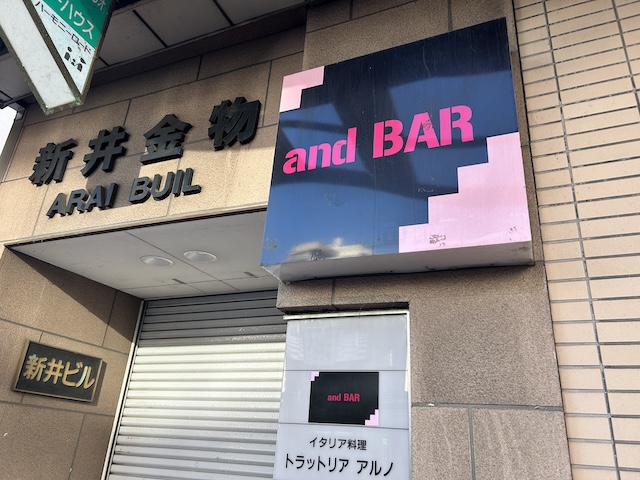 ハウス
ハーモニーロード
新井金物
ARAI BUIL
and BAR
新井ビル
and BAR
イタリア料理
トラットリア アルノ